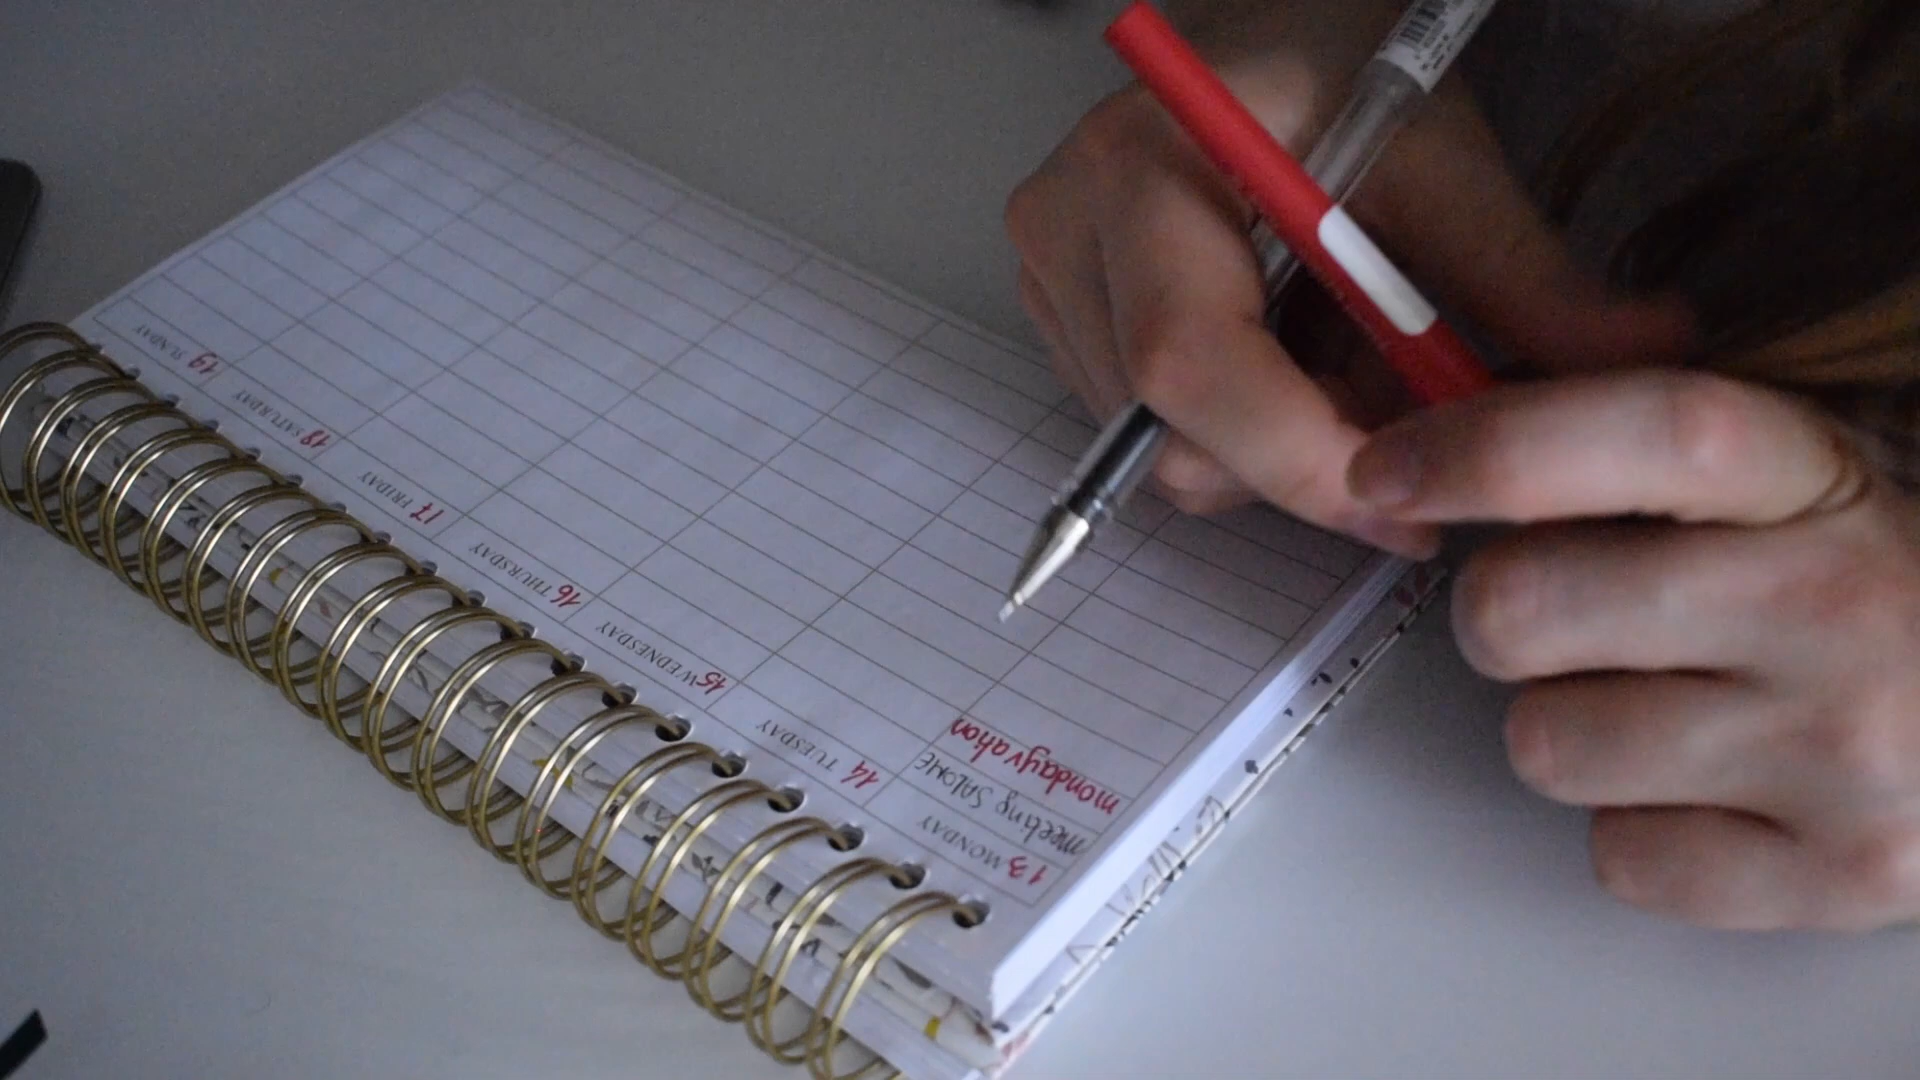 13 MONDAY
meeting SALOME
mondayvation
14 TUESDAY
15 WEDNESDAY
16 THURSDAY
17 FRIDAY
18 SATURDAY
19 SUNDAY